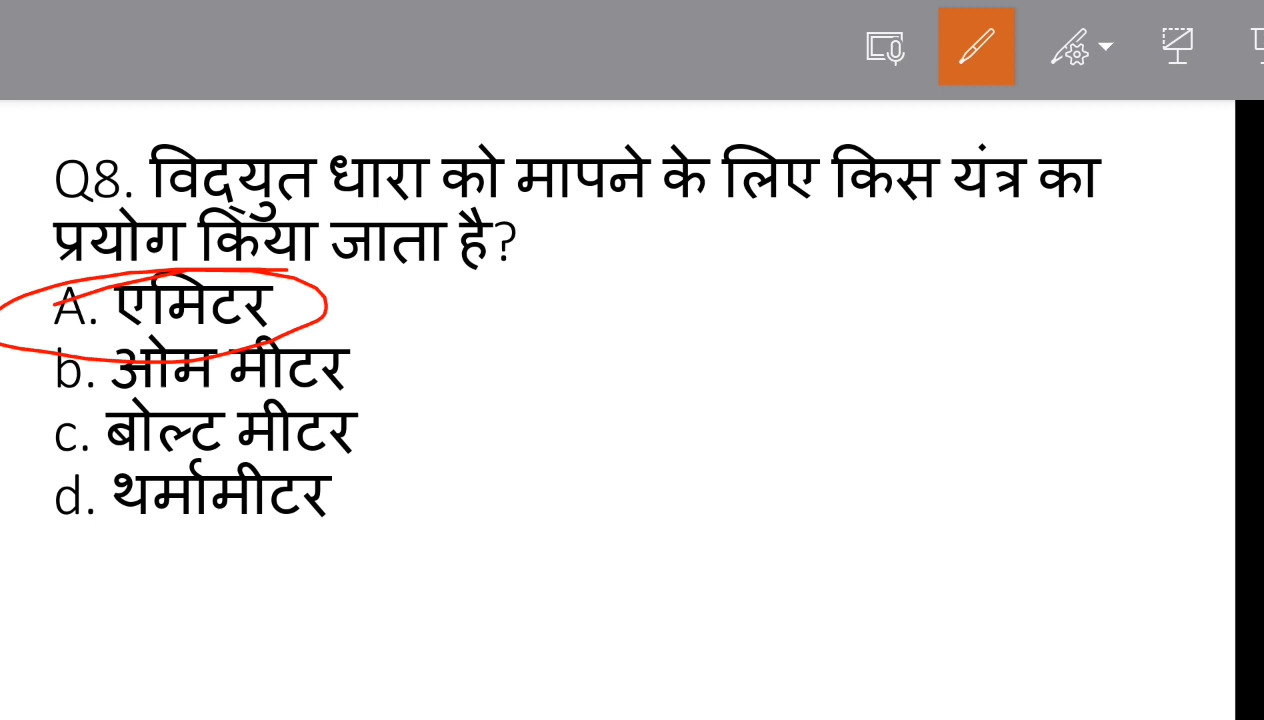 Q8. विद्युत धारा को मापने के लिए किस यंत्र का
प्रयोग किया जाता है?
A. एमिटर
b. ओम मीटर
c. बोल्ट मीटर
d. थर्मामीटर